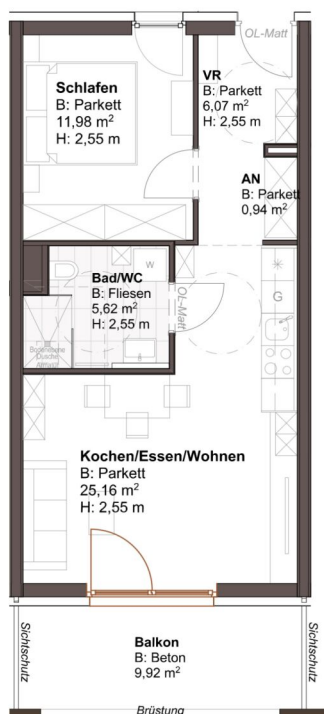 OL-Matt
Schlafen
B: Parkett
11,98 m²
H: 2,55 m
VR
B: Parkett
6,07 m²
H: 2,55 m
AN
B: Parkett
0,94 m²
Bad/WC
B: Fliesen
5,62 m²
H: 2,55 m
W
OL-Matt
G
Bodengleiche
Dusche
Kochen/Essen/Wohnen
B: Parkett
25,16 m²
H: 2,55 m
Sichtschutz
Balkon
B: Beton
9,92 m²
Sichtschutz
Brüstung